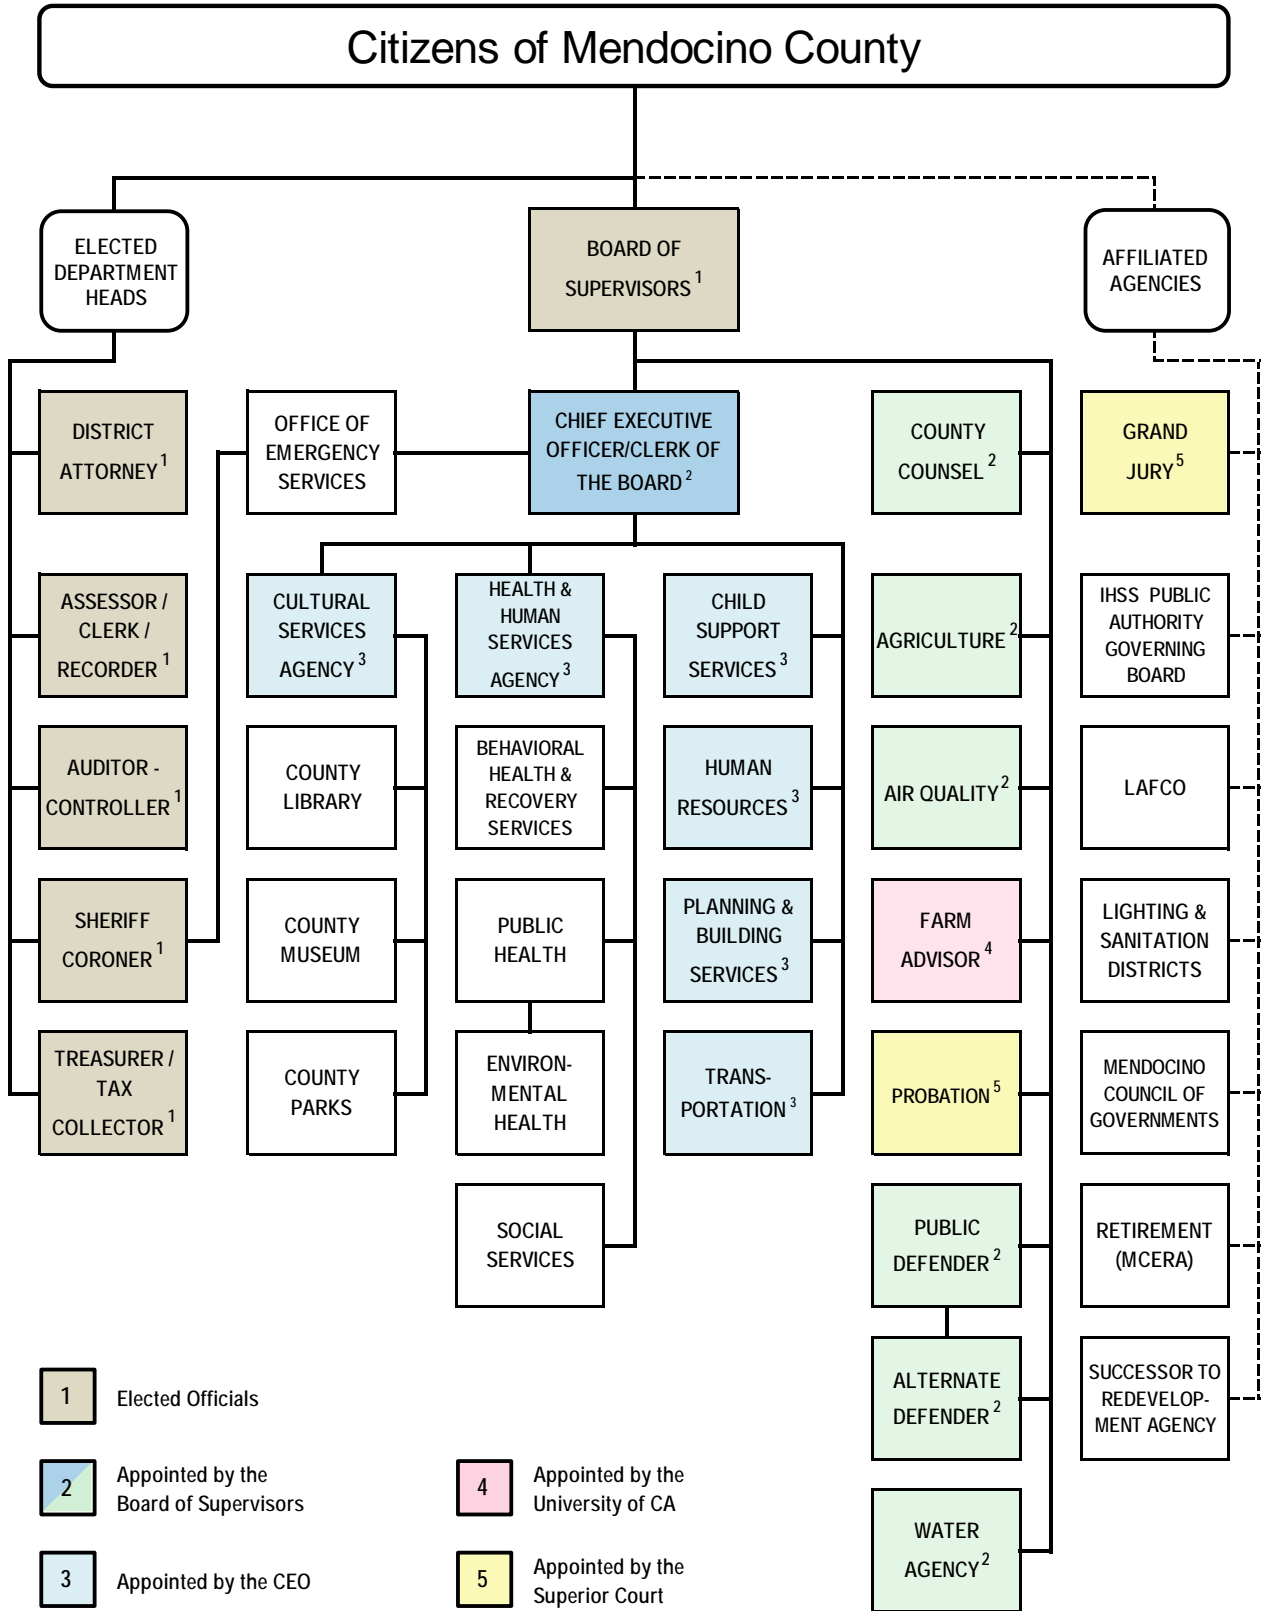 Citizens of Mendocino County
ELECTED
DEPARTMENT
HEADS
BOARD OF
SUPERVISORS 1
AFFILIATED
AGENCIES
DISTRICT
ATTORNEY 1
OFFICE OF
EMERGENCY
SERVICES
CHIEF EXECUTIVE
OFFICER/CLERK OF
THE BOARD 2
COUNTY
COUNSEL 2
GRAND
JURY 5
ASSESSOR /
CLERK /
RECORDER 1
CULTURAL
SERVICES
AGENCY 3
HEALTH &
HUMAN
SERVICES
AGENCY 3
CHILD
SUPPORT
SERVICES 3
AGRICULTURE 2
IHSS PUBLIC
AUTHORITY
GOVERNING
BOARD
AUDITOR -
CONTROLLER 1
COUNTY
LIBRARY
BEHAVIORAL
HEALTH &
RECOVERY
SERVICES
HUMAN
RESOURCES 3
AIR QUALITY 2
LAFCO
SHERIFF
CORONER 1
COUNTY
MUSEUM
PUBLIC
HEALTH
PLANNING &
BUILDING
SERVICES 3
FARM
ADVISOR 4
LIGHTING &
SANITATION
DISTRICTS
TREASURER /
TAX
COLLECTOR 1
COUNTY
PARKS
ENVIRON-
MENTAL
HEALTH
TRANS-
PORTATION 3
PROBATION 5
MENDOCINO
COUNCIL OF
GOVERNMENTS
SOCIAL
SERVICES
PUBLIC
DEFENDER 2
RETIREMENT
(MCERA)
ALTERNATE
DEFENDER 2
SUCCESSOR TO
REDEVELOP-
MENT AGENCY
WATER
AGENCY 2
1
Elected Officials
2
Appointed by the
Board of Supervisors
3
Appointed by the CEO
4
Appointed by the
University of CA
5
Appointed by the
Superior Court